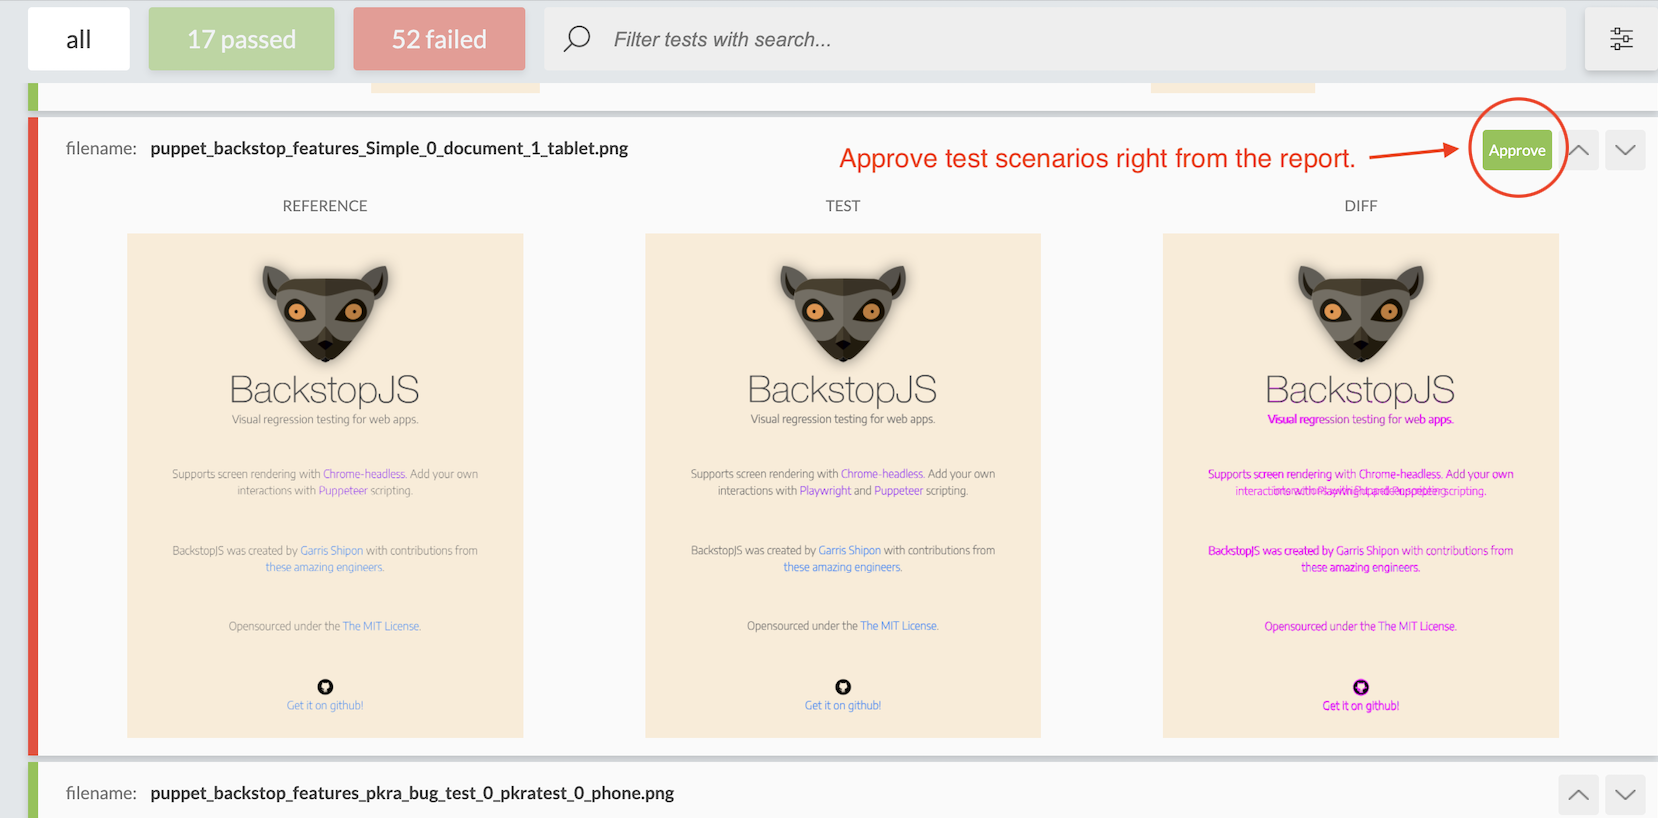 all
17 passed
52 failed
Filter tests with search...
filename: puppet_backstop_features_Simple_0_document_1_tablet.png
Approve test scenarios right from the report.
Approve
REFERENCE
TEST
DIFF
BackstopJS
Visual regression testing for web apps.
Supports screen rendering with Chrome-headless. Add your own
interactions with Puppeteer scripting.
BackstopJS was created by Garris Shipon with contributions from
these amazing engineers.
Opensourced under the The MIT License.
Get it on github!
BackstopJS
Visual regression testing for web apps.
Supports screen rendering with Chrome-headless. Add your own
interactions with Playwright and Puppeteer scripting.
BackstopJS was created by Garris Shipon with contributions from
these amazing engineers.
Opensourced under the The MIT License.
Get it on github!
BackstopJS
Visual regression testing for web apps.
Supports screen rendering with Chrome-headless. Add your own
scripting.
BackstopJS was created by Garris Shipon with contributions from
these amazing engineers.
Opensourced under the The MIT License.
Get it on github!
filename: puppet_backstop_features_pkra_bug_test_0_pkratest_0_phone.png